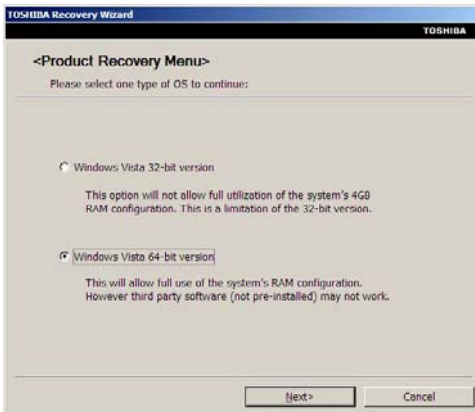 TOSHIBA Recovery Wizard
TOSHIBA
<Product Recovery Menu>
Please select one type of OS to continue:
Windows Vista 32-bit version
This option will not allow full utilization of the system's 4GB
RAM configuration. This is a limitation of the 32-bit version.
Windows Vista 64-bit version
This will allow full use of the system's RAM configuration.
However third party software (not pre-installed) may not work.
Next>
Cancel